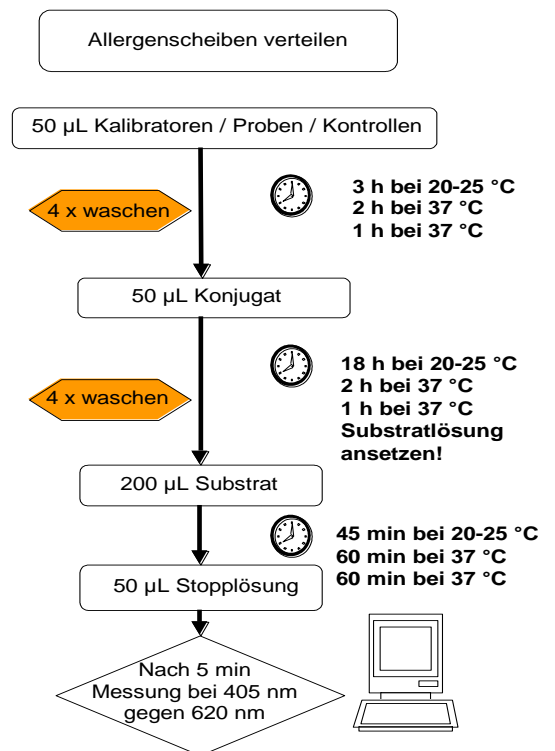 Allergenscheiben verteilen
50 µL Kalibratoren / Proben / Kontrollen
4 x waschen
3 h bei 20-25 °C
2 h bei 37 °C
1 h bei 37 °C
50 µL Konjugat
4 x waschen
18 h bei 20-25 °C
2 h bei 37 °C
1 h bei 37 °C
Substratlösung
ansetzen!
200 µL Substrat
45 min bei 20-25 °C
60 min bei 37 °C
60 min bei 37 °C
50 µL Stopplösung
Nach 5 min
Messung bei 405 nm
gegen 620 nm